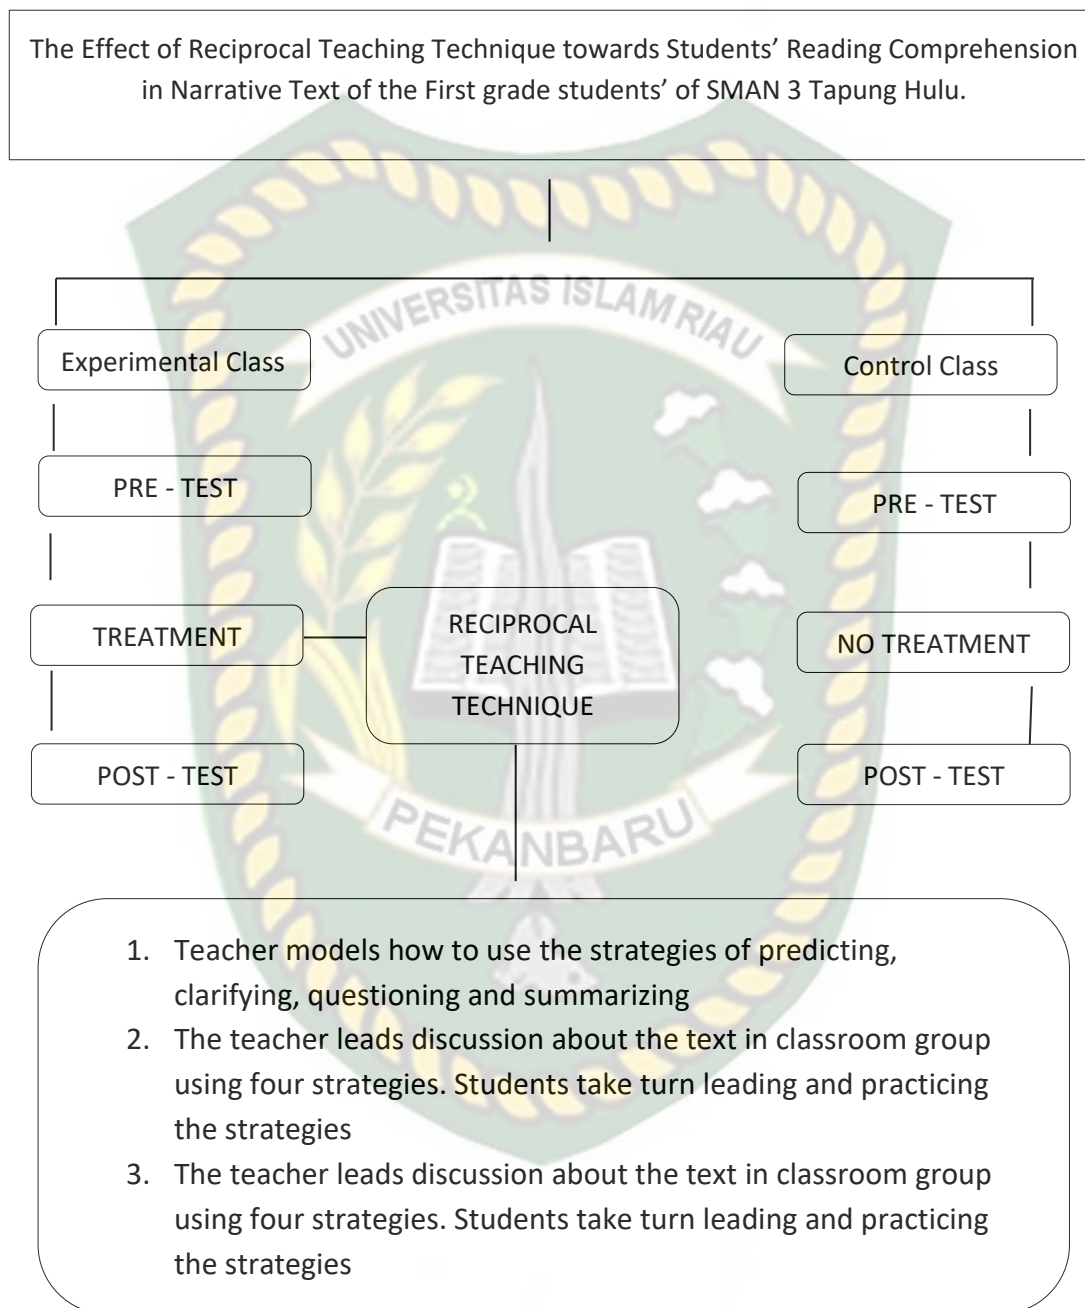 The Effect of Reciprocal Teaching Technique towards Students’ Reading Comprehension
in Narrative Text of the First grade students’ of SMAN 3 Tapung Hulu.
UNIVERSITAS ISLAM RIAU
Experimental Class
Control Class
PRE - TEST
PRE - TEST
TREATMENT
RECIPROCAL
TEACHING
TECHNIQUE
NO TREATMENT
POST - TEST
POST - TEST
PEKANBARU
1. Teacher models how to use the strategies of predicting,
clarifying, questioning and summarizing
2. The teacher leads discussion about the text in classroom group
using four strategies. Students take turn leading and practicing
the strategies
3. The teacher leads discussion about the text in classroom group
using four strategies. Students take turn leading and practicing
the strategies